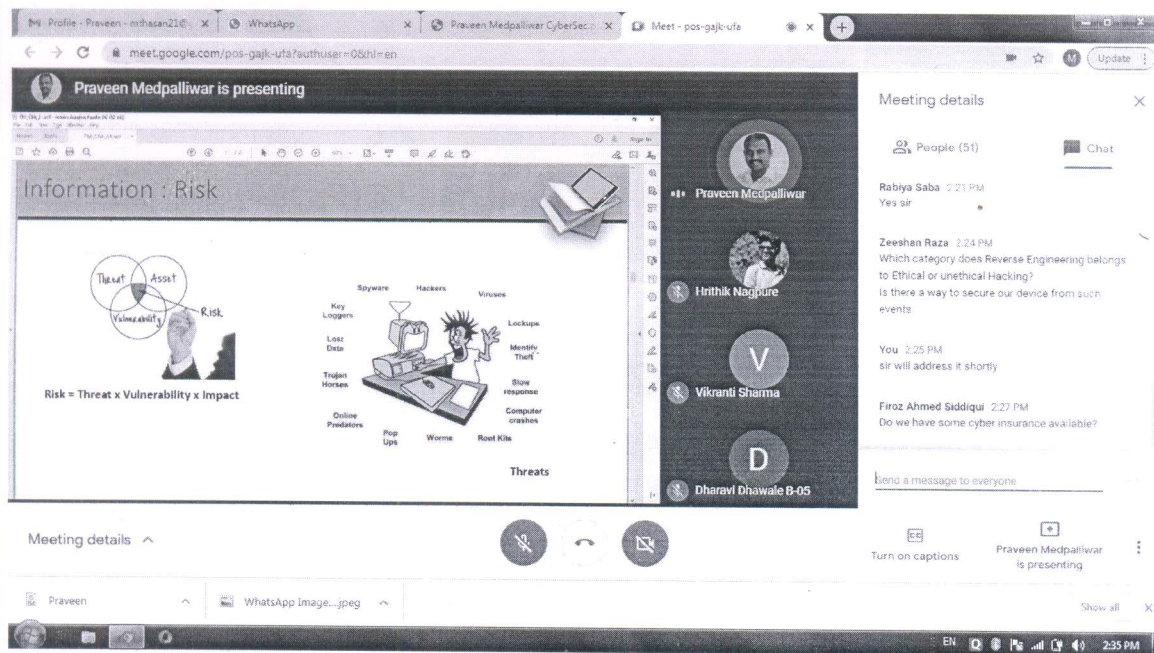 Profile - Praveen - mthasan21@
WhatsApp
Praveen Medpalliwar CyberSec.
Meet - pos-gajk-ufa
meet.google.com/pos-gajk-ufa?authuser=0&hl=en
M
Update
Praveen Medpalliwar is presenting
Sign In
Information : Risk
Threat
Asset
Vulnerability
Risk
Risk = Threat x Vulnerability x Impact
Spyware
Hackers
Viruses
Key
Loggers
Lockups
Lost
Data
Identify
Theft
Trojan
Horses
Slow
response
Online
Predators
Computer
crashes
Pop
Ups
Worms
Root Kits
Threats
Praveen Medpalliwar
Hrithik Nagpure
V
Vikranti Sharma
D
Dharavi Dhawale B-05
Meeting details
People (51)
Chat
Rabiya Saba 2:21 PM
Yes sir
Zeeshan Raza 2:24 PM
Which category does Reverse Engineering belongs
to Ethical or unethical Hacking?
Is there a way to secure our device from such
events
You 2:25 PM
sir will address it shortly
Firoz Ahmed Siddiqui 2:27 PM
Do we have some cyber insurance available?
Send a message to everyone
Meeting details
Turn on captions
Praveen Medpalliwar
is presenting
Praveen
WhatsApp Image...jpeg
Show all
EN
2:35 PM